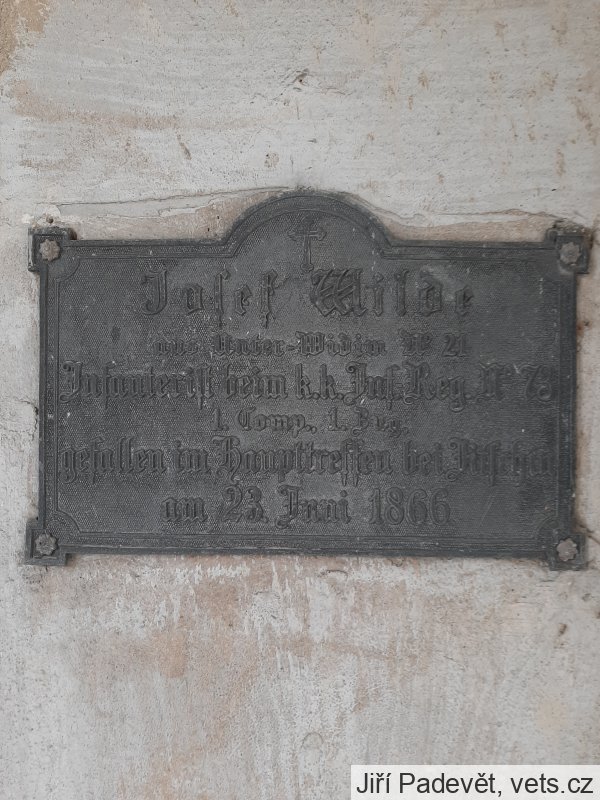 Josef Wilde
aus Unter-Widim No 21
Infanterist beim k.k. Inf. Reg. No 73
1. Comp., 1. Zug,
gefallen im Haupttreffen bei
am 23. Juni 1866
Jiří Padevět, vets.cz